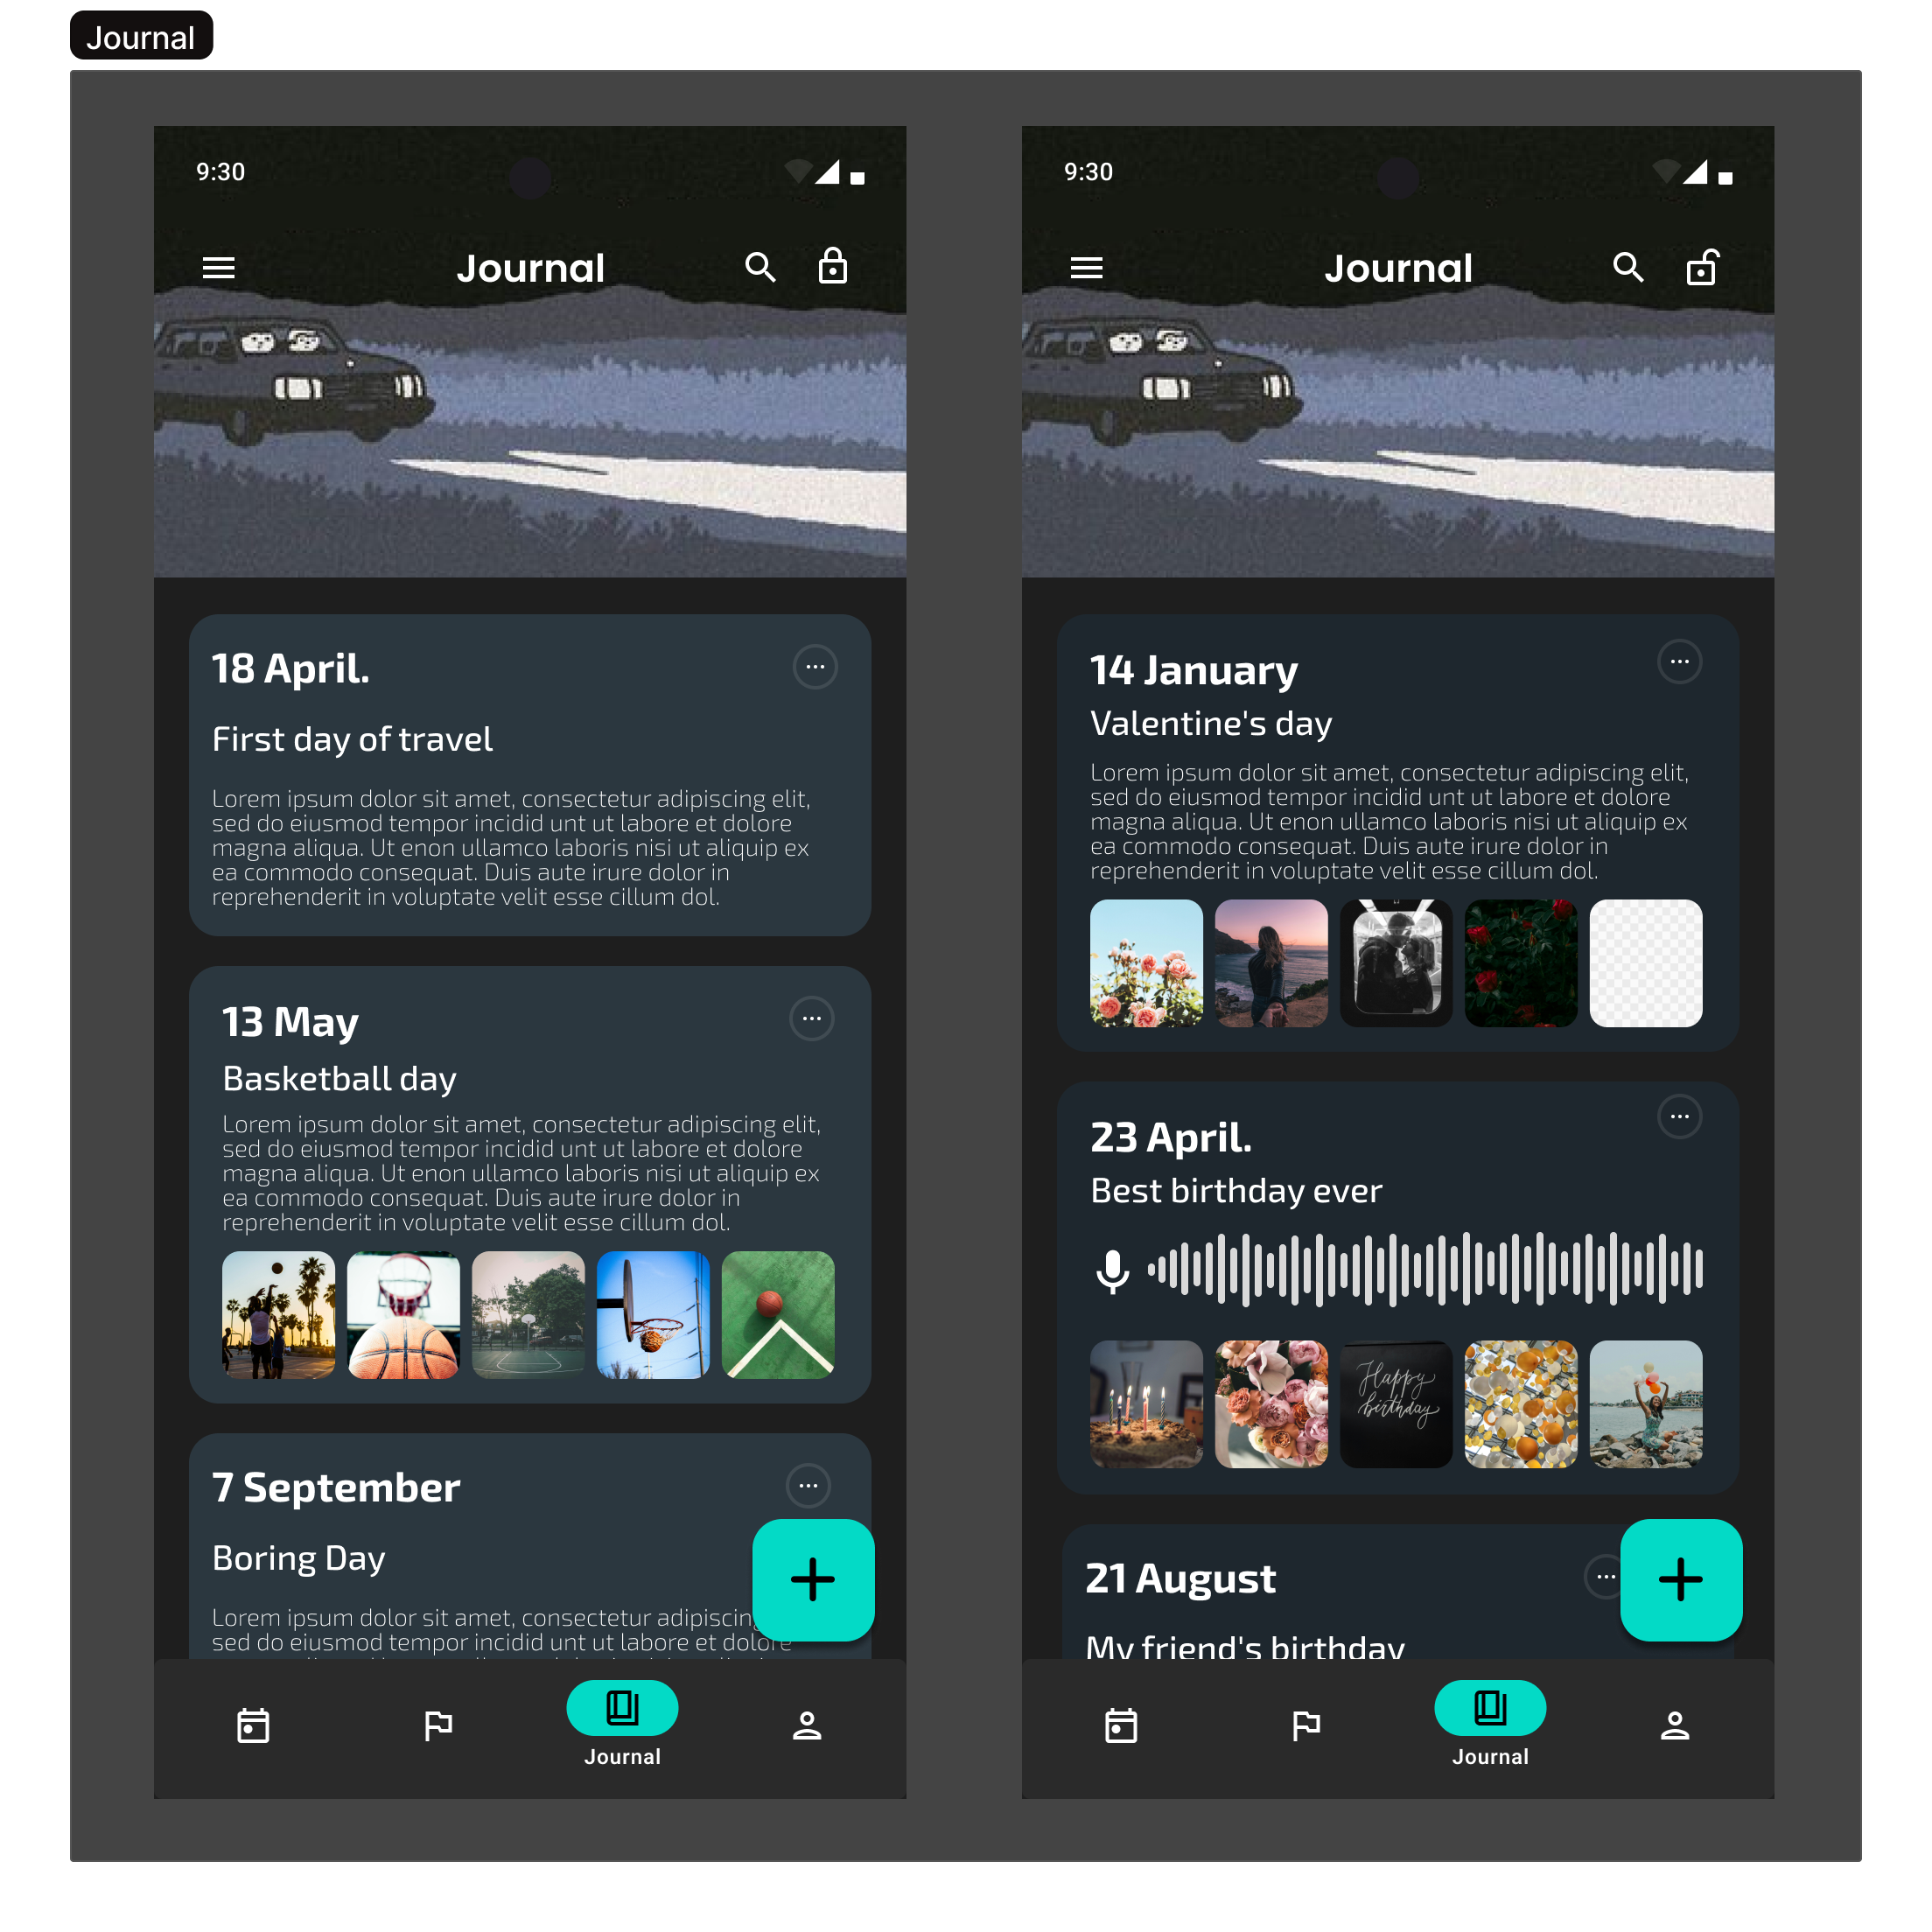 Journal
9:30
Journal
18 April.
First day of travel
Lorem ipsum dolor sit amet, consectetur adipiscing elit,
sed do eiusmod tempor incidid unt ut labore et dolore
magna aliqua. Ut enon ullamco laboris nisi ut aliquip ex
ea commodo consequat. Duis aute irure dolor in
reprehenderit in voluptate velit esse cillum dol.
13 May
Basketball day
Lorem ipsum dolor sit amet, consectetur adipiscing elit,
sed do eiusmod tempor incidid unt ut labore et dolore
magna aliqua. Ut enon ullamco laboris nisi ut aliquip ex
ea commodo consequat. Duis aute irure dolor in
reprehenderit in voluptate velit esse cillum dol.
7 September
Boring Day
Lorem ipsum dolor sit amet, consectetur adipiscing
sed do eiusmod tempor incidid unt ut labore et dolore
Journal
9:30
Journal
14 January
Valentine's day
Lorem ipsum dolor sit amet, consectetur adipiscing elit,
sed do eiusmod tempor incidid unt ut labore et dolore
magna aliqua. Ut enon ullamco laboris nisi ut aliquip ex
ea commodo consequat. Duis aute irure dolor in
reprehenderit in voluptate velit esse cillum dol.
23 April.
Best birthday ever
Happy
birthday
21 August
My friend's birthday
Journal